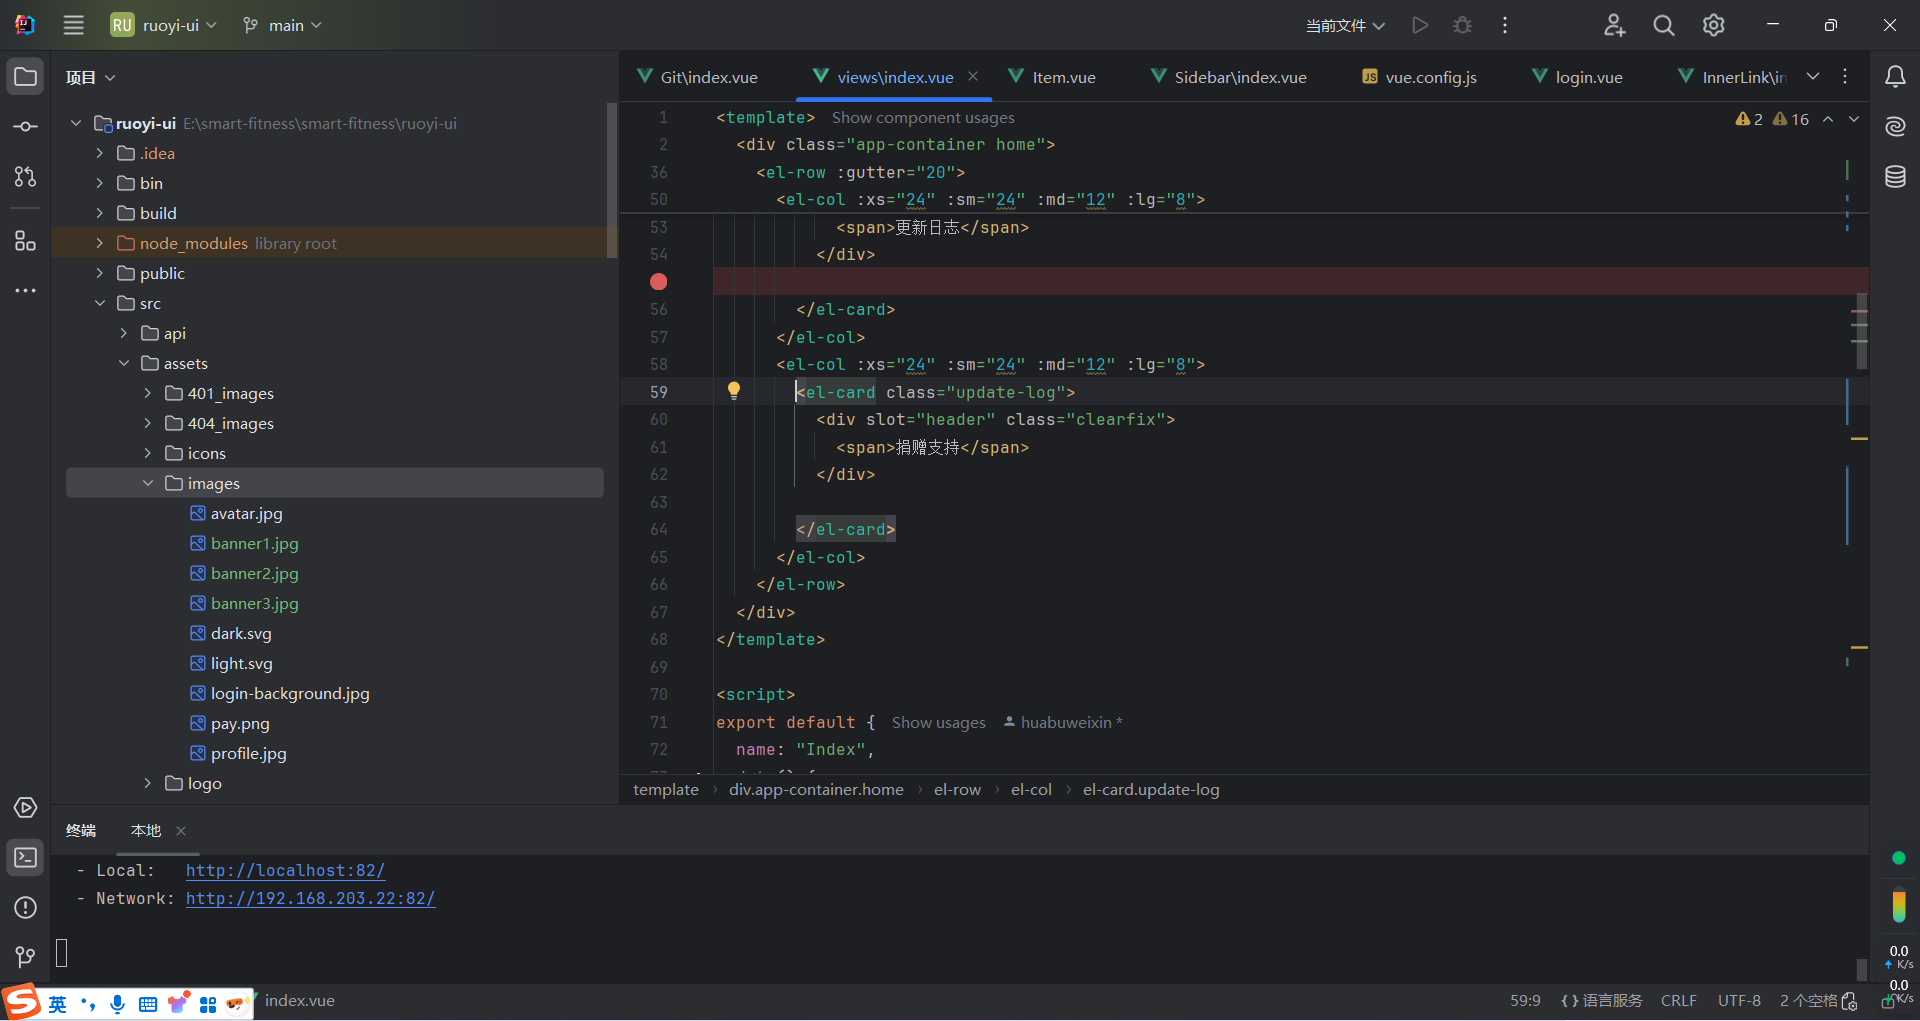 RU ruoyi-ui main 当前文件
项目
Git\index.vue views\index.vue Item.vue Sidebar\index.vue JS vue.config.js login.vue InnerLink\in
ruoyi-ui E:\smart-fitness\smart-fitness\ruoyi-ui
.idea
bin
build
node_modules library root
public
src
api
assets
401_images
404_images
icons
images
avatar.jpg
banner1.jpg
banner2.jpg
banner3.jpg
dark.svg
light.svg
login-background.jpg
pay.png
profile.jpg
logo
1 <template> Show component usages 2 16
2 <div class="app-container home">
36 <el-row :gutter="20">
50 <el-col :xs="24" :sm="24" :md="12" :lg="8">
53 <span>更新日志</span>
54 </div>
56 </el-card>
57 </el-col>
58 <el-col :xs="24" :sm="24" :md="12" :lg="8">
59 <el-card class="update-log">
60 <div slot="header" class="clearfix">
61 <span>捐赠支持</span>
62 </div>
63
64 </el-card>
65 </el-col>
66 </el-row>
67 </div>
68 </template>
69
70 <script>
71 export default { Show usages huabuweixin *
72 name: "Index",
template › div.app-container.home › el-row › el-col › el-card.update-log
终端 本地
- Local: http://localhost:82/
- Network: http://192.168.203.22:82/
0.0
K/s
0.0
K/s
英 index.vue 59:9 {} 语言服务 CRLF UTF-8 2 个空格